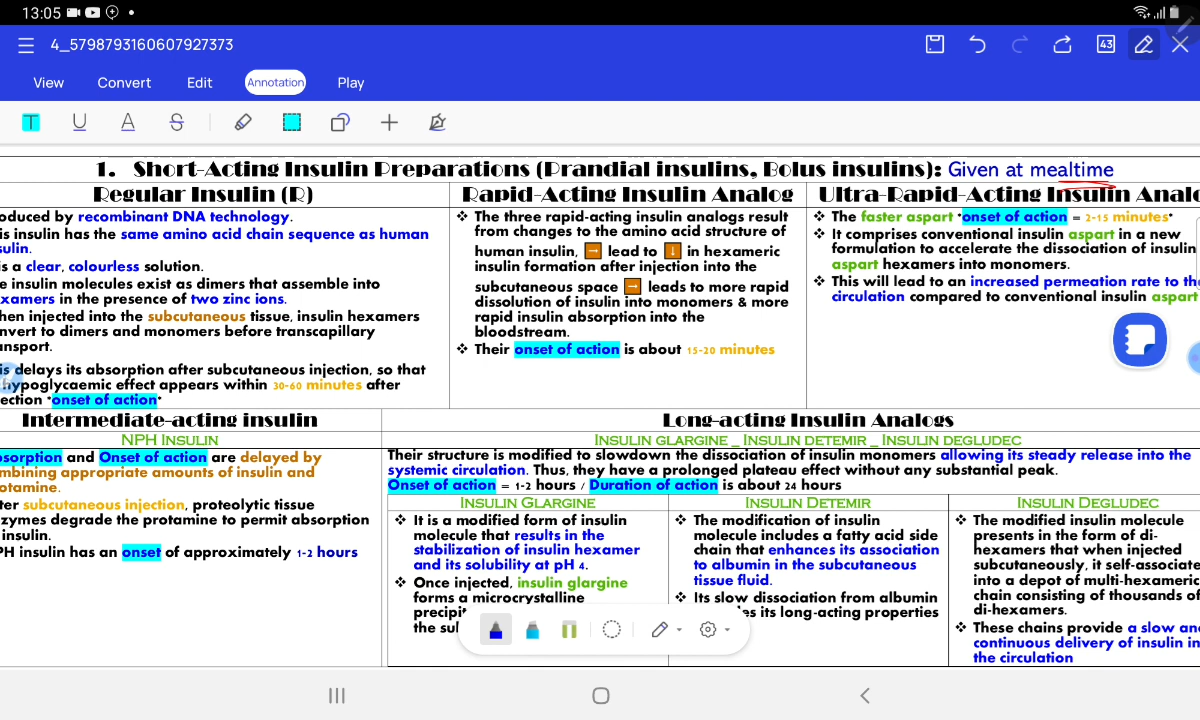 13:05
4_5798793160607927373
43
View Convert Edit Annotation Play
1. Short-Acting Insulin Preparations (Prandial insulins, Bolus insulins): Given at mealtime
Regular Insulin (R)
oduced by recombinant DNA technology.
is insulin has the same amino acid chain sequence as human
sulin.
s a clear, colourless solution.
e insulin molecules exist as dimers that assemble into
xamers in the presence of two zinc ions.
hen injected into the subcutaneous tissue, insulin hexamers
nvert to dimers and monomers before transcapillary
ansport.
is delays its absorption after subcutaneous injection, so that
hypoglycaemic effect appears within 30-60 minutes after
ection "onset of action"
Rapid-Acting Insulin Analog
❖ The three rapid-acting insulin analogs result
from changes to the amino acid structure of
human insulin, → lead to ↓ in hexameric
insulin formation after injection into the
subcutaneous space → leads to more rapid
dissolution of insulin into monomers & more
rapid insulin absorption into the
bloodstream.
❖ Their onset of action is about 15-20 minutes
Ultra-Rapid-Acting Insulin Analo
❖ The faster aspart "onset of action = 2-15 minutes"
❖ It comprises conventional insulin aspart in a new
formulation to accelerate the dissociation of insulin
aspart hexamers into monomers.
❖ This will lead to an increased permeation rate to the
circulation compared to conventional insulin aspart
Intermediate-acting insulin
NPH Insulin
bsorption and Onset of action are delayed by
mbining appropriate amounts of insulin and
otamine.
ter subcutaneous injection, proteolytic tissue
zymes degrade the protamine to permit absorption
insulin.
PH insulin has an onset of approximately 1-2 hours
Long-acting Insulin Analogs
Insulin glargine _ Insulin detemir _ Insulin degludec
Their structure is modified to slowdown the dissociation of insulin monomers allowing its steady release into the
systemic circulation. Thus, they have a prolonged plateau effect without any substantial peak.
Onset of action = 1-2 hours / Duration of action is about 24 hours
Insulin Glargine
❖ It is a modified form of insulin
molecule that results in the
stabilization of insulin hexamer
and its solubility at pH 4.
❖ Once injected, insulin glargine
forms a microcrystalline
precipit
the sul
Insulin Detemir
❖ The modification of insulin
molecule includes a fatty acid side
chain that enhances its association
to albumin in the subcutaneous
tissue fluid.
❖ Its slow dissociation from albumin
es its long-acting properties
Insulin Degludec
❖ The modified insulin molecule
presents in the form of di-
hexamers that when injected
subcutaneously, it self-associate
into a depot of multi-hexameric
chain consisting of thousands of
di-hexamers.
❖ These chains provide a slow and
continuous delivery of insulin in
the circulation